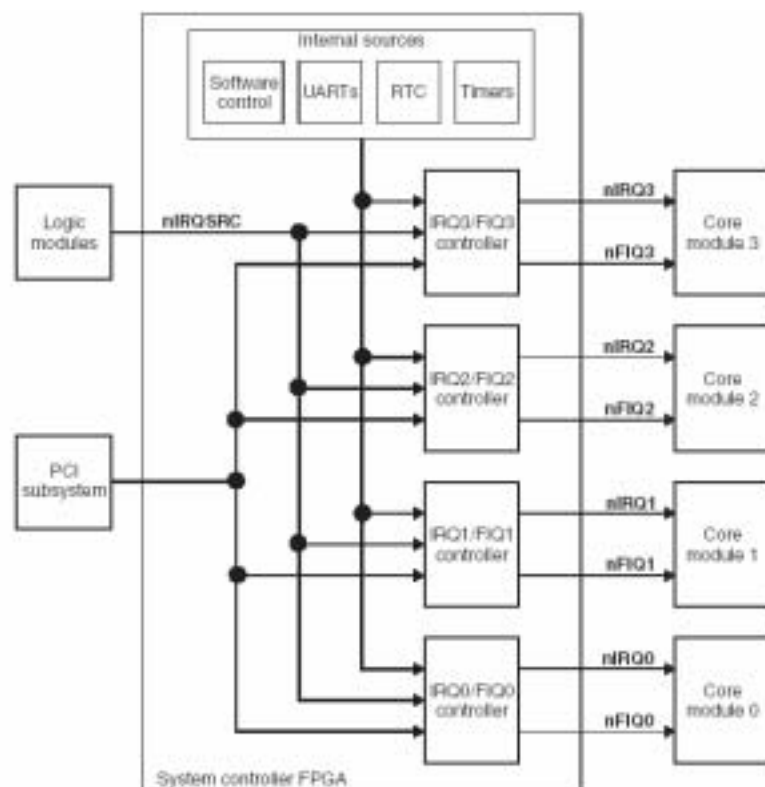 Internal sources
Software
control
UARTs
RTC
Timers
Logic
modules
nIRQSRC
IRQ3/FIQ3
controller
nIRQ3
nFIQ3
Core
module 3
IRQ2/FIQ2
controller
nIRQ2
nFIQ2
Core
module 2
PCI
subsystem
IRQ1/FIQ1
controller
nIRQ1
nFIQ1
Core
module 1
IRQ0/FIQ0
controller
nIRQ0
nFIQ0
Core
module 0
System controller FPGA